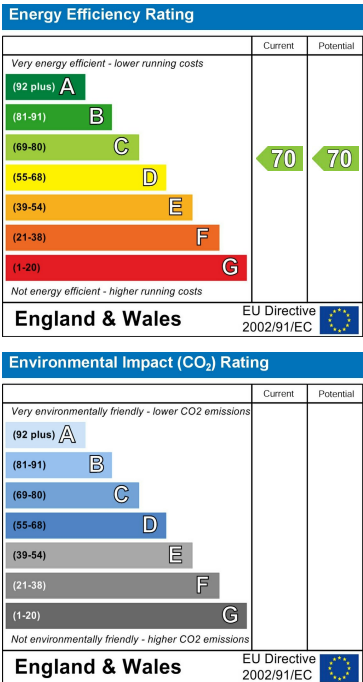 Energy Efficiency Rating
Current Potential
Very energy efficient - lower running costs
(92 plus) A
(81-91) B
(69-80) C 70 70
(55-68) D
(39-54) E
(21-38) F
(1-20) G
Not energy efficient - higher running costs
England & Wales
EU Directive
2002/91/EC
Environmental Impact (CO₂) Rating
Current Potential
Very environmentally friendly - lower CO2 emissions
(92 plus) A
(81-91) B
(69-80) C
(55-68) D
(39-54) E
(21-38) F
(1-20) G
Not environmentally friendly - higher CO2 emissions
England & Wales
EU Directive
2002/91/EC